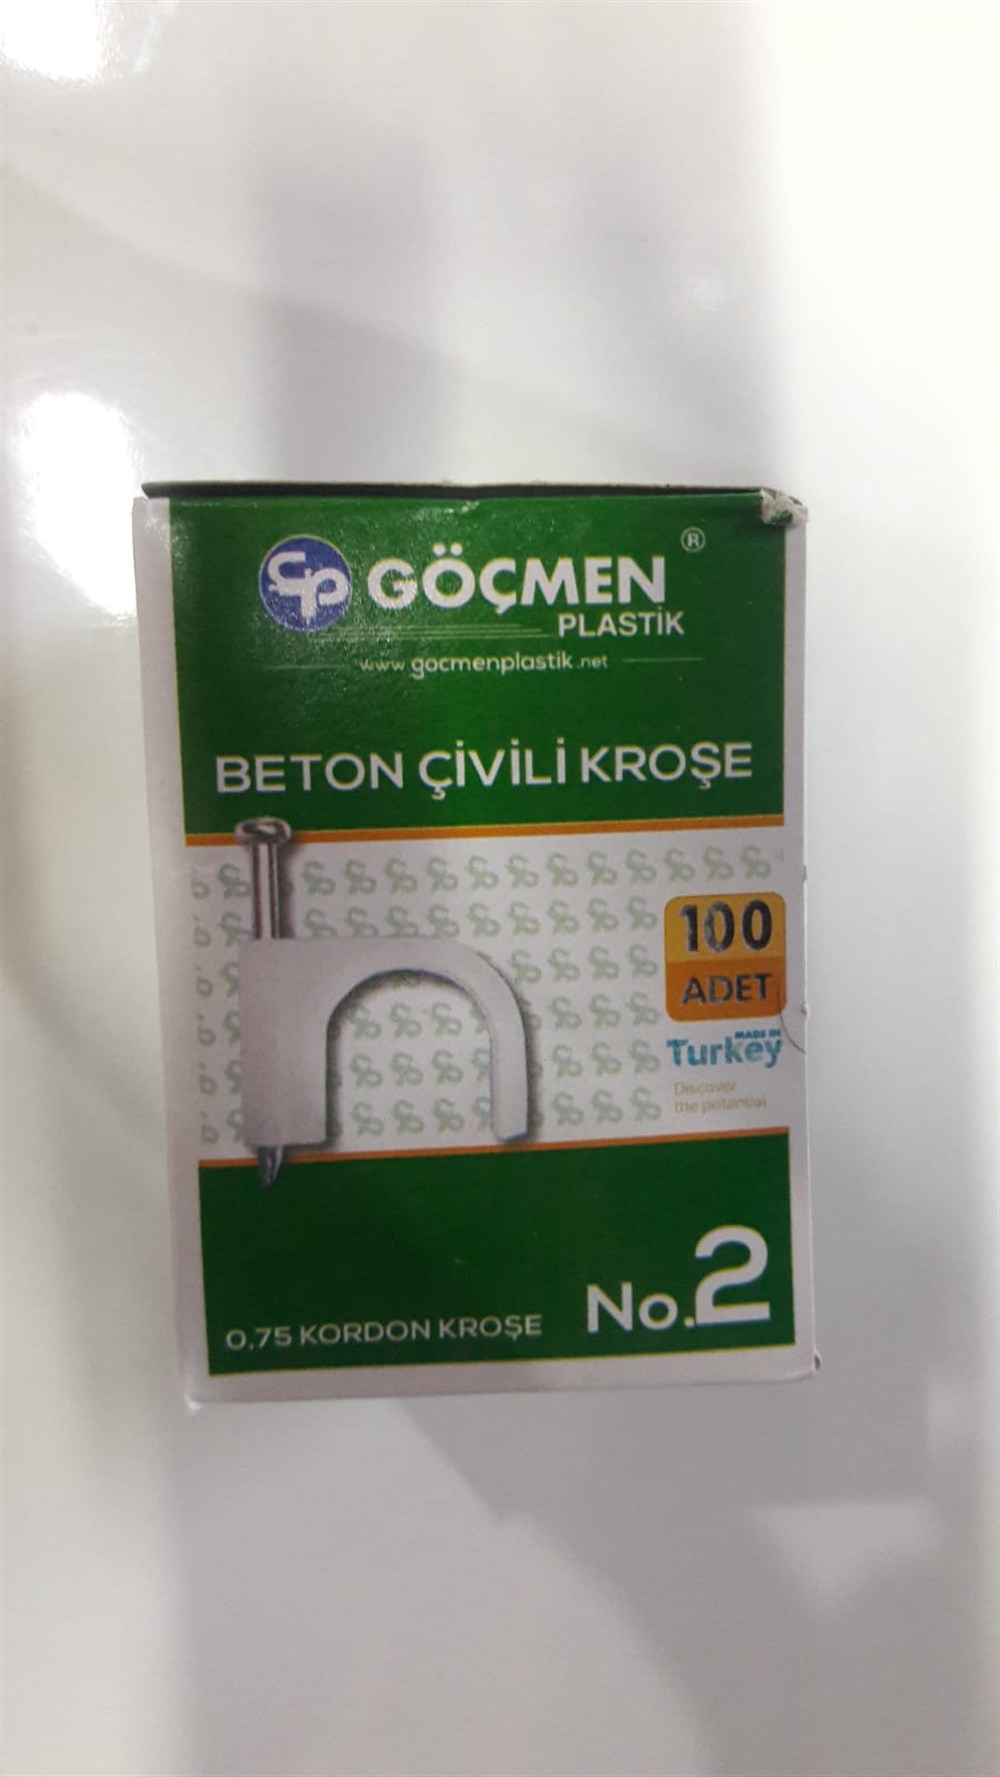 GÖÇMEN ®
PLASTİK
www.gocmenplastik.net
BETON ÇİVİLİ KROŞE
100
ADET
MADE IN
Turkey
Discover
the potential
0,75 KORDON KROŞE
No.2